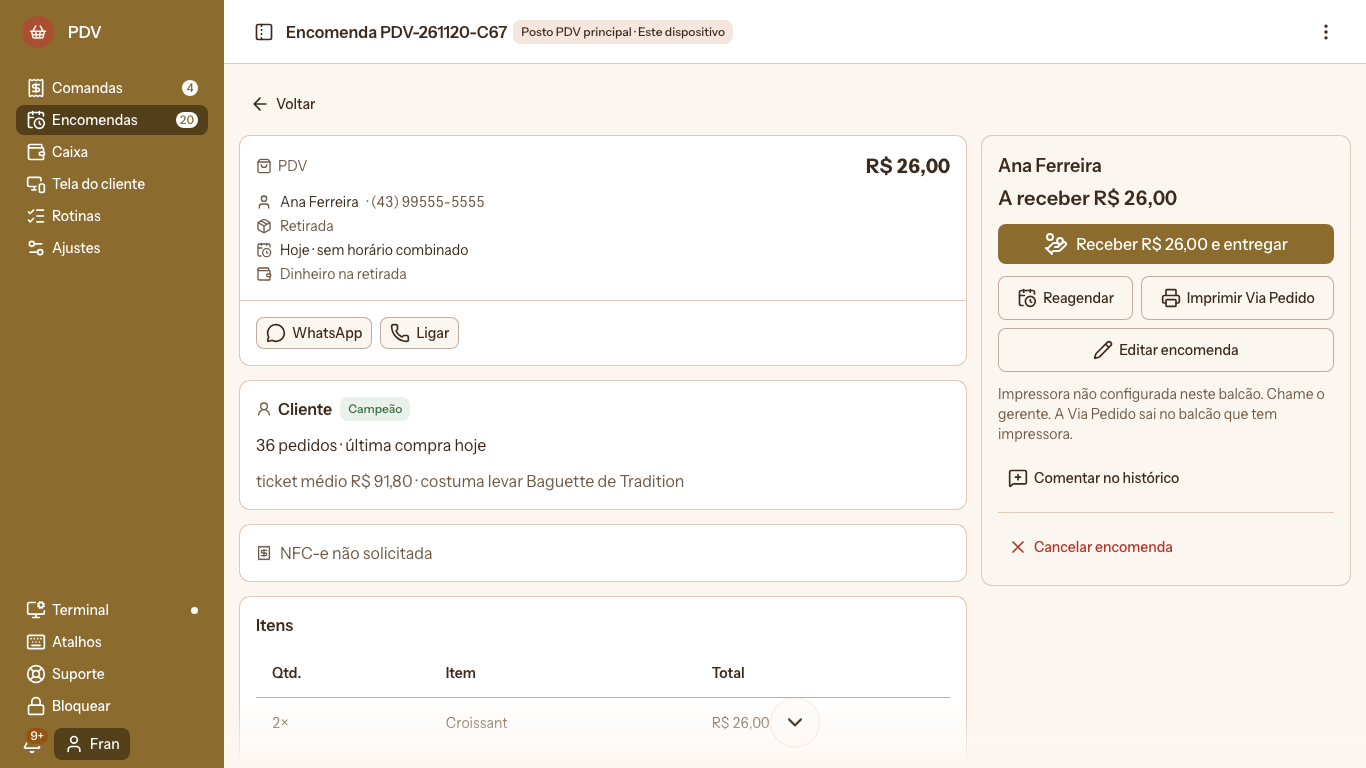 PDV
Comandas 4
Encomendas 20
Caixa
Tela do cliente
Rotinas
Ajustes
Terminal
Atalhos
Suporte
Bloquear
9+
Fran
Encomenda PDV-261120-C67 Posto PDV principal · Este dispositivo
Voltar
PDV R$ 26,00
Ana Ferreira · (43) 99555-5555
Retirada
Hoje · sem horário combinado
Dinheiro na retirada
WhatsApp Ligar
Cliente Campeão
36 pedidos · última compra hoje
ticket médio R$ 91,80 · costuma levar Baguette de Tradition
NFC-e não solicitada
Itens
Qtd. Item Total
2× Croissant R$ 26,00
Ana Ferreira
A receber R$ 26,00
Receber R$ 26,00 e entregar
Reagendar Imprimir Via Pedido
Editar encomenda
Impressora não configurada neste balcão. Chame o
gerente. A Via Pedido sai no balcão que tem
impressora.
Comentar no histórico
Cancelar encomenda